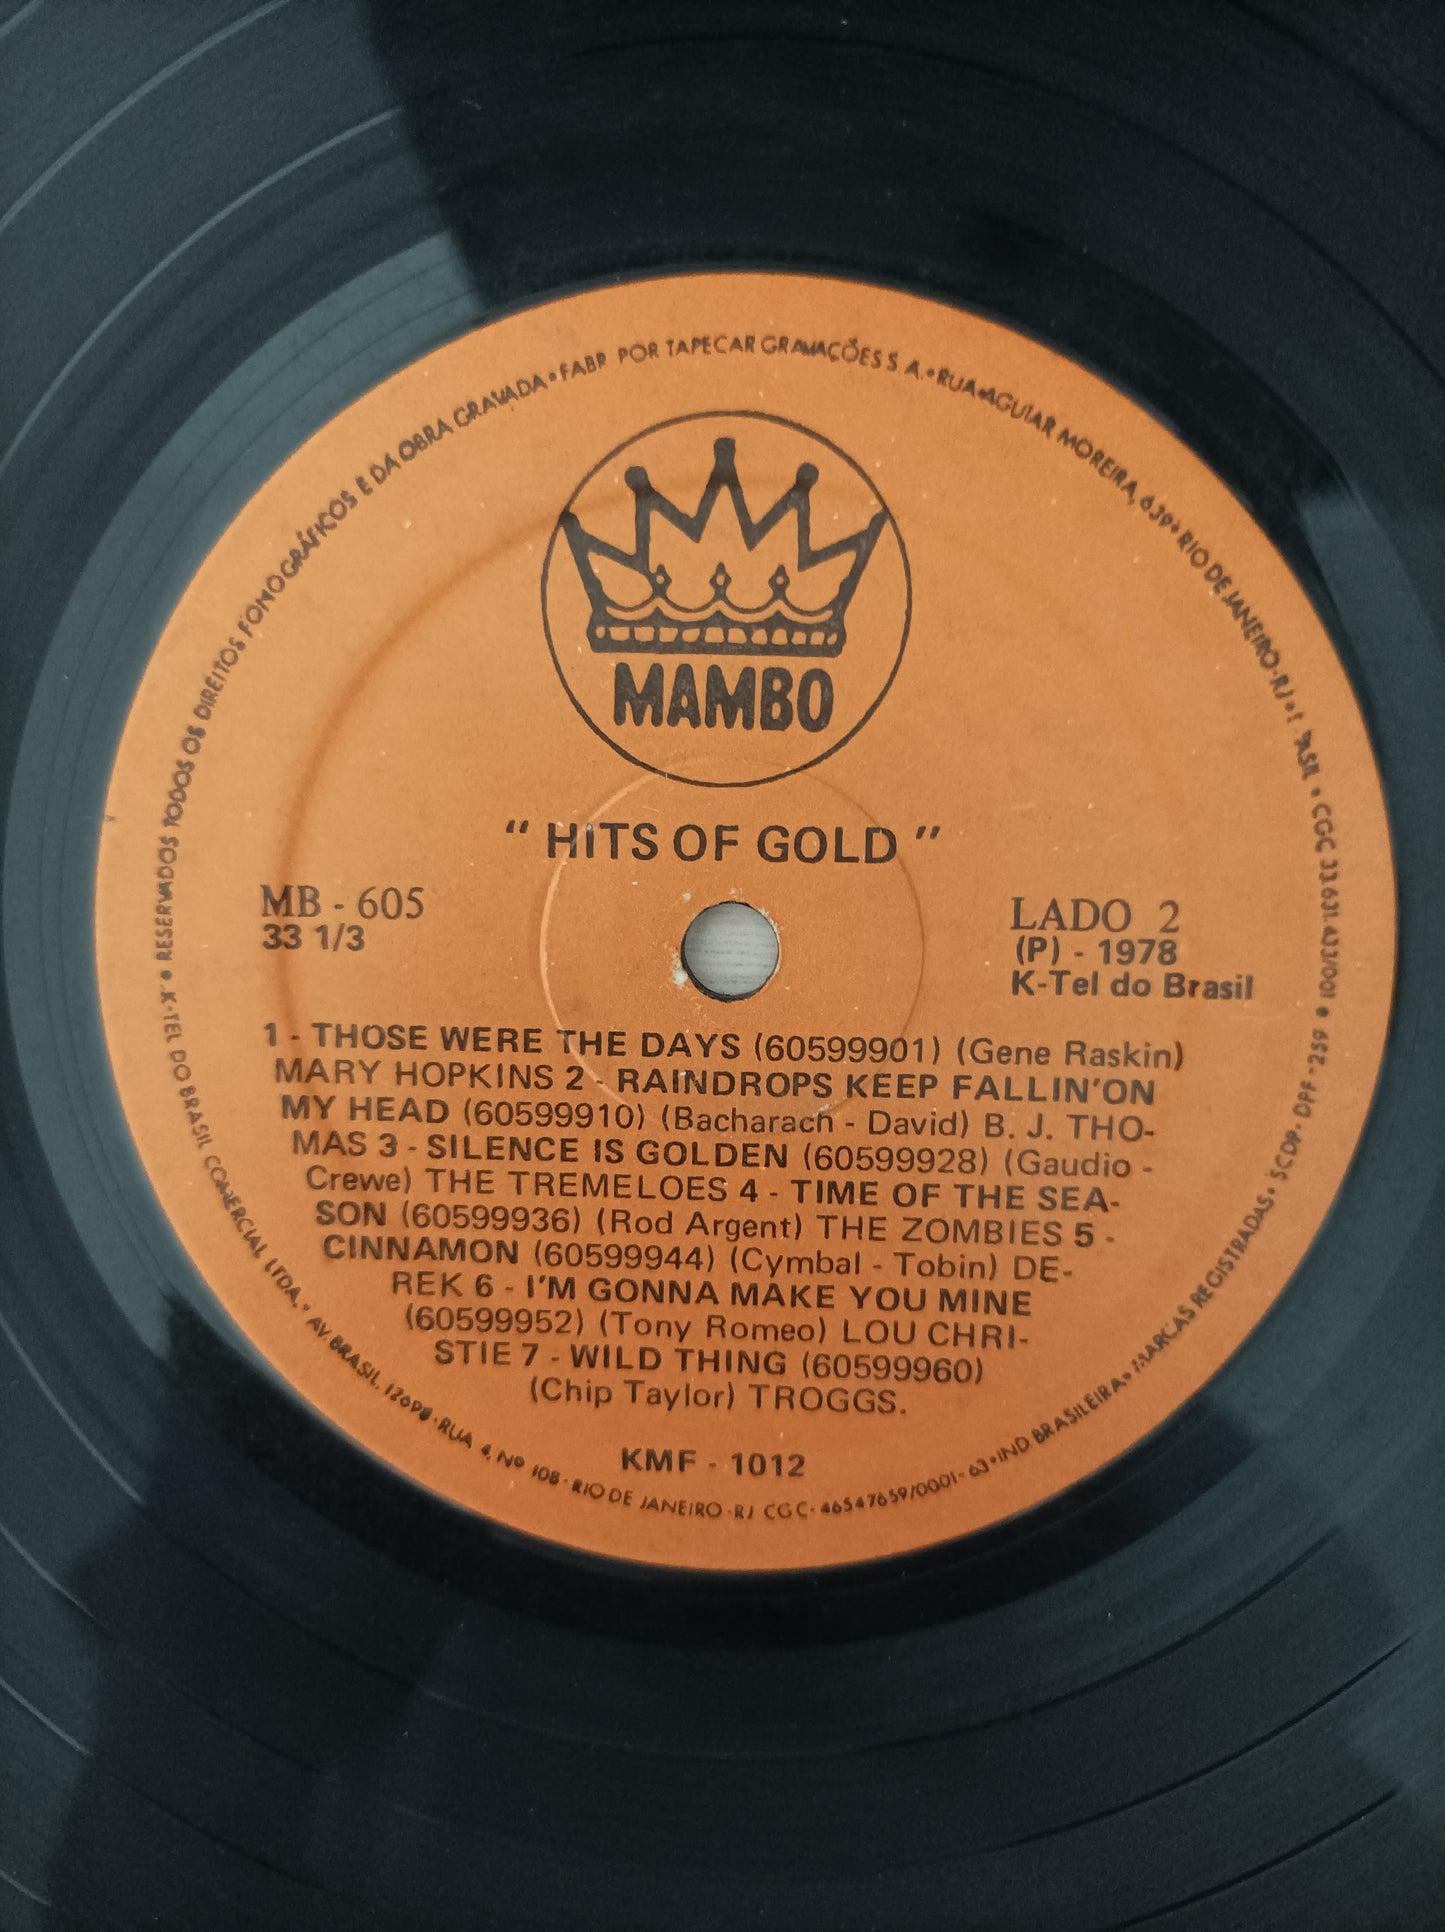 RESERVADOS TODOS OS DIREITOS FONOGRÁFICOS E DA OBRA GRAVADA • FABR POR TAPECAR GRAVAÇÕES S. A. • RUA AGUIAR MOREIRA, 639 • RIO DE JANEIRO-RJ • CGC 33.631.433/001 • SCDP. DPF-259
MAMBO
" HITS OF GOLD "
MB - 605
33 1/3
LADO 2
(P) - 1978
K-Tel do Brasil
1 - THOSE WERE THE DAYS (60599901) (Gene Raskin)
MARY HOPKINS 2 - RAINDROPS KEEP FALLIN'ON
MY HEAD (60599910) (Bacharach - David) B. J. THO-
MAS 3 - SILENCE IS GOLDEN (60599928) (Gaudio -
Crewe) THE TREMELOES 4 - TIME OF THE SEA-
SON (60599936) (Rod Argent) THE ZOMBIES 5 -
CINNAMON (60599944) (Cymbal - Tobin) DE-
REK 6 - I'M GONNA MAKE YOU MINE
(60599952) (Tony Romeo) LOU CHRI-
STIE 7 - WILD THING (60599960)
(Chip Taylor) TROGGS.
KMF - 1012
"K-TEL DO BRASIL COMERCIAL LTDA. • AV. BRASIL, 12698 - RUA 4, Nº 108 - RIO DE JANEIRO - RJ CGC- 46547659/0001-63 • IND BRASILEIRA • MARCAS REGISTRADAS •